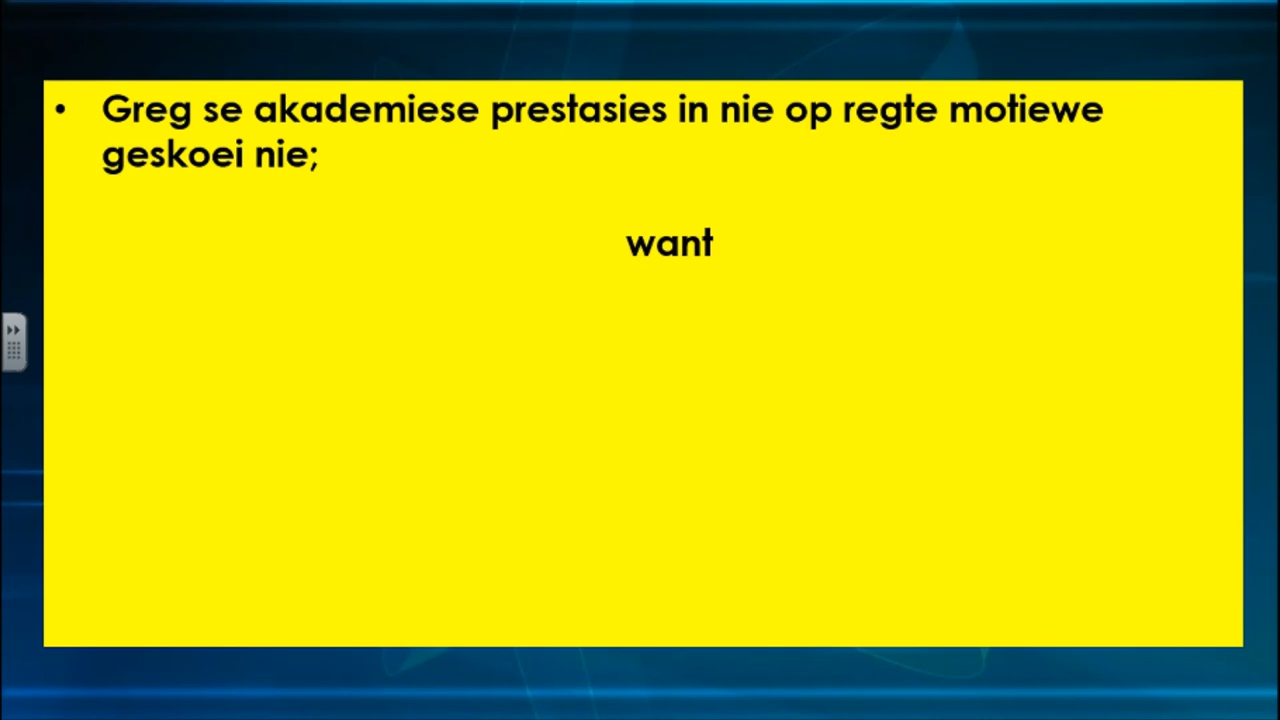 • Greg se akademiese prestasies in nie op regte motiewe
geskoei nie;
want